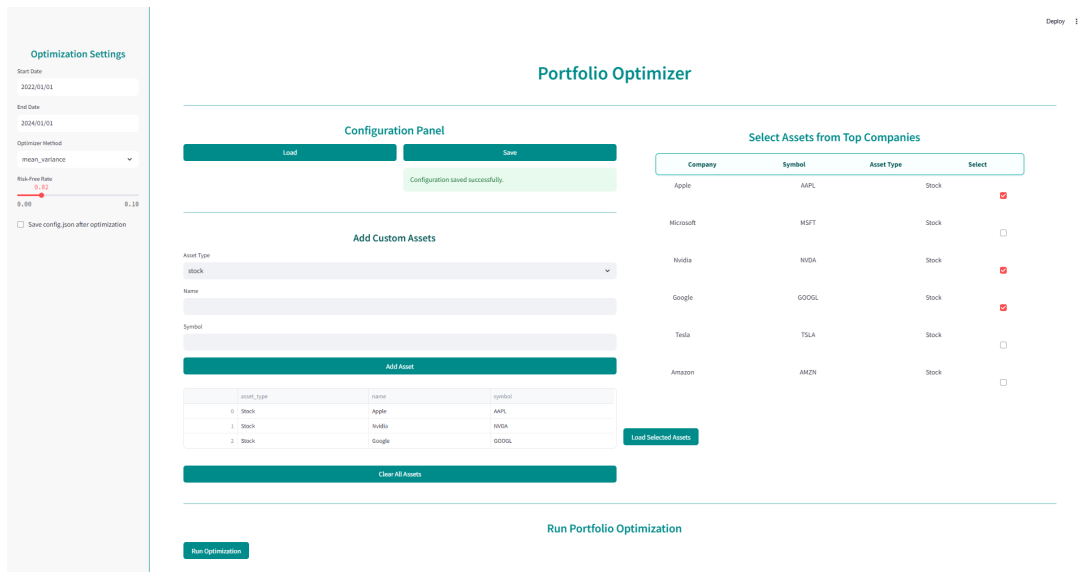 Deploy
Optimization Settings
Start Date
2022/01/01
End Date
2024/01/01
Optimizer Method
mean_variance
Risk-Free Rate
0.02
0.00 0.10
Save config.json after optimization
Portfolio Optimizer
Configuration Panel
Load Save
Configuration saved successfully.
Add Custom Assets
Asset Type
stock
Name
Symbol
Add Asset
asset_type name symbol
0 Stock Apple AAPL
1 Stock Nvidia NVDA
2 Stock Google GOOGL
Clear All Assets
Select Assets from Top Companies
Company Symbol Asset Type Select
Apple AAPL Stock
Microsoft MSFT Stock
Nvidia NVDA Stock
Google GOOGL Stock
Tesla TSLA Stock
Amazon AMZN Stock
Load Selected Assets
Run Portfolio Optimization
Run Optimization